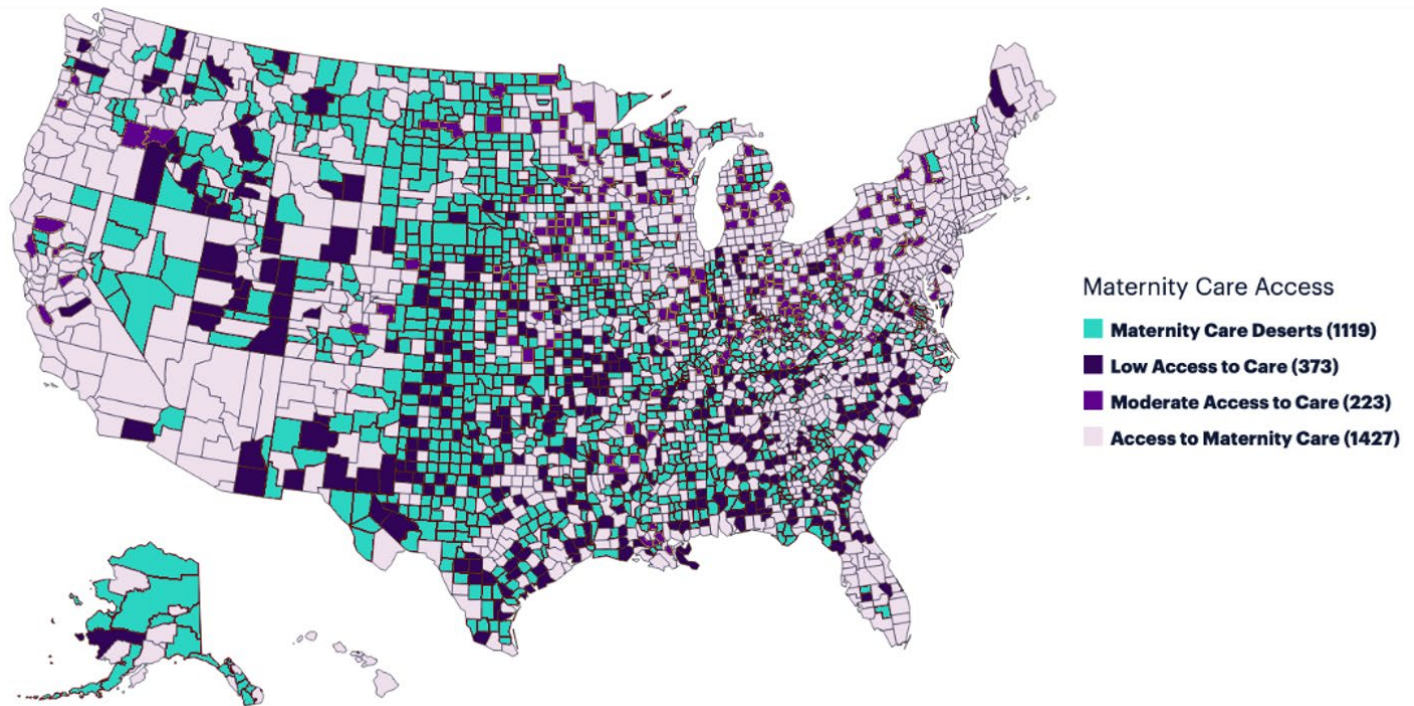 Maternity Care Access
Maternity Care Deserts (1119)
Low Access to Care (373)
Moderate Access to Care (223)
Access to Maternity Care (1427)